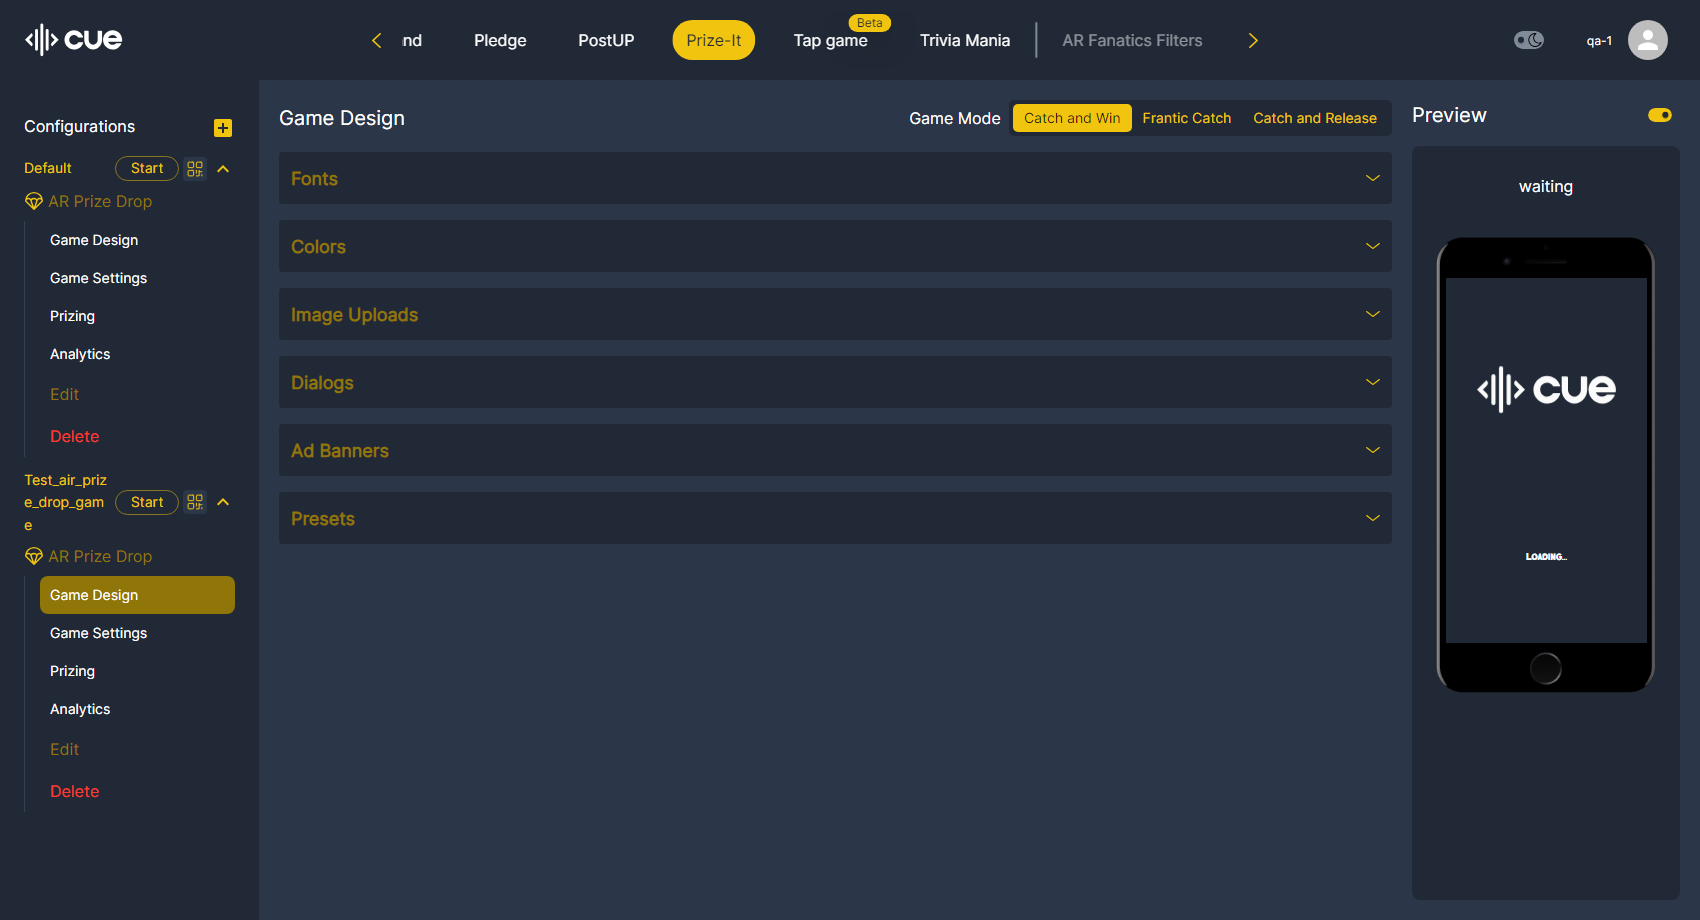 cue
nd
Pledge
PostUP
Prize-It
Beta
Tap game
Trivia Mania
AR Fanatics Filters
qa-1
Configurations
Default
Start
AR Prize Drop
Game Design
Game Settings
Prizing
Analytics
Edit
Delete
Test_air_priz
e_drop_gam
e
Start
AR Prize Drop
Game Design
Game Settings
Prizing
Analytics
Edit
Delete
Game Design
Game Mode
Catch and Win
Frantic Catch
Catch and Release
Fonts
Colors
Image Uploads
Dialogs
Ad Banners
Presets
Preview
waiting
cue
LOADING...